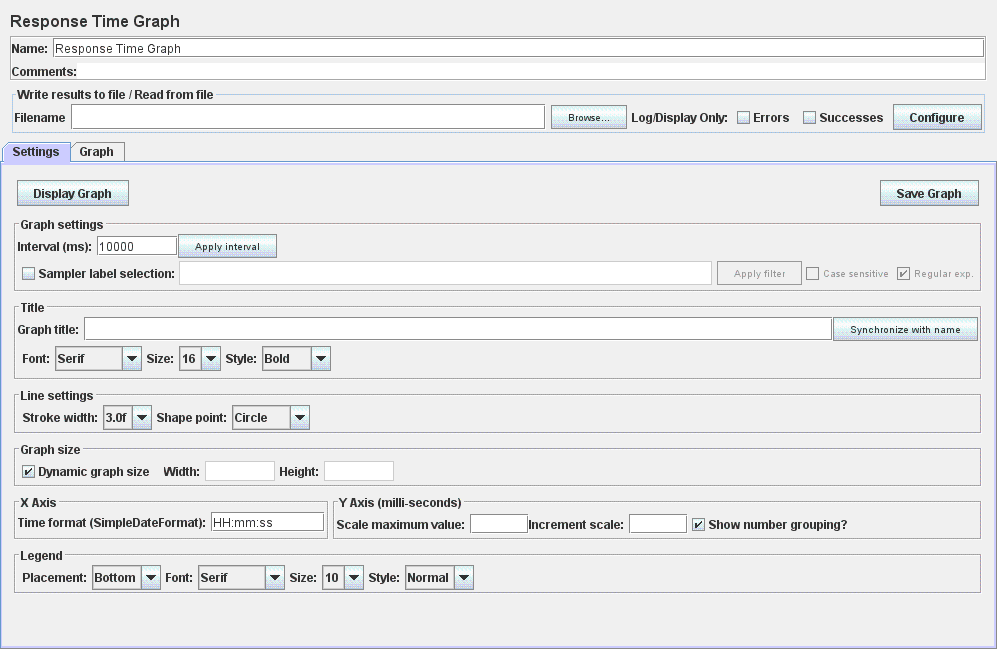 Response Time Graph
Name: Response Time Graph
Comments:
Write results to file / Read from file
Filename Browse... Log/Display Only: Errors Successes Configure
Settings Graph
Display Graph Save Graph
Graph settings
Interval (ms): 10000 Apply interval
Sampler label selection: Apply filter Case sensitive Regular exp.
Title
Graph title: Synchronize with name
Font: Serif Size: 16 Style: Bold
Line settings
Stroke width: 3.0f Shape point: Circle
Graph size
Dynamic graph size Width: Height:
X Axis Y Axis (milli-seconds)
Time format (SimpleDateFormat): HH:mm:ss Scale maximum value: Increment scale: Show number grouping?
Legend
Placement: Bottom Font: Serif Size: 10 Style: Normal